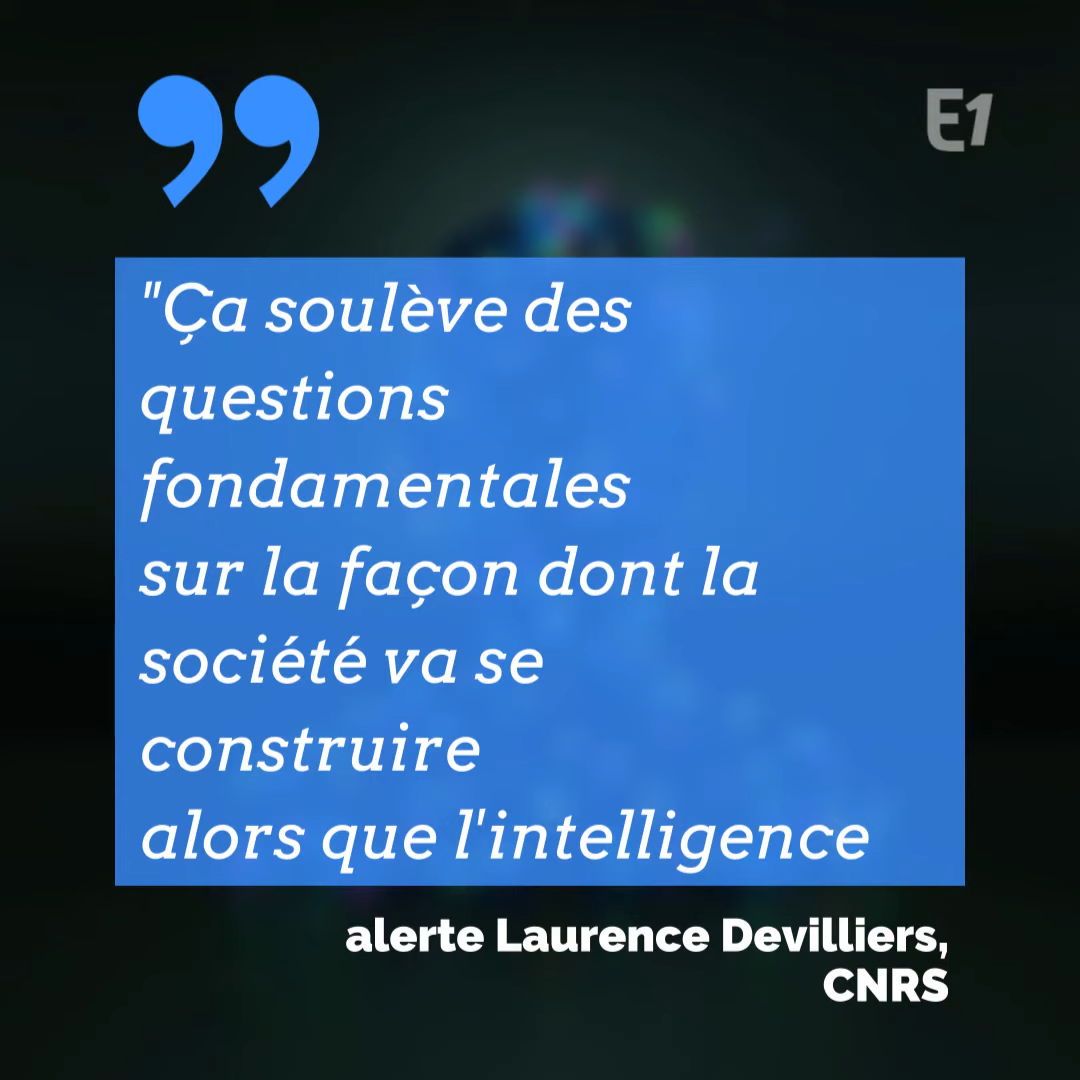 E1
"Ça soulève des
questions
fondamentales
sur la façon dont la
société va se
construire
alors que l'intelligence
alerte Laurence Devilliers,
CNRS